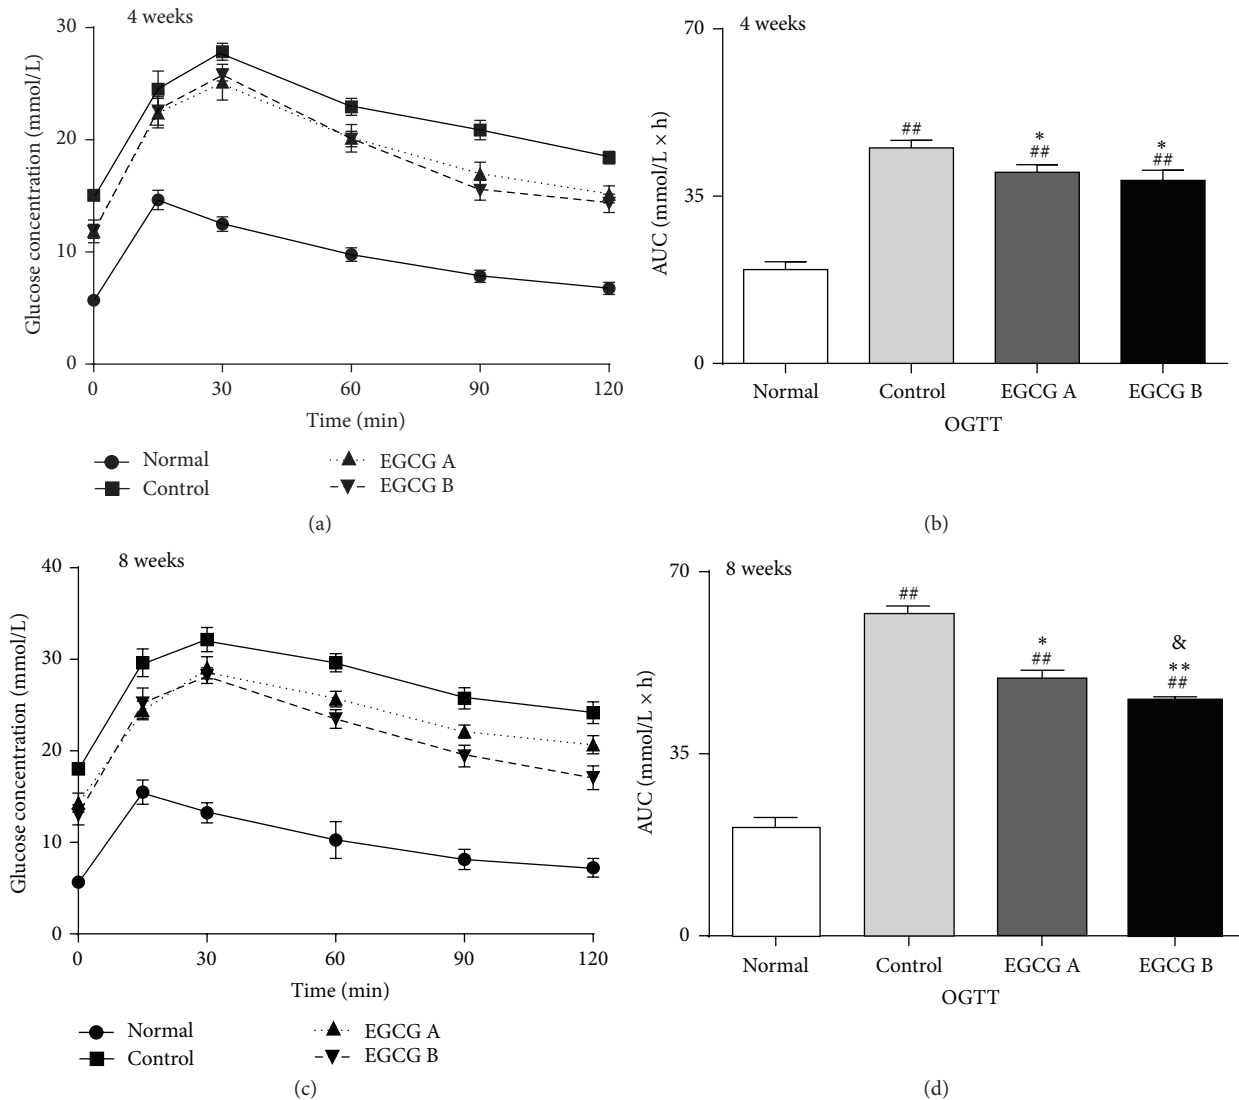 4 weeks
30
20
10
0
Glucose concentration (mmol/L)
0 30 60 90 120
Time (min)
Normal
Control
EGCG A
EGCG B
(a)
4 weeks
70
35
0
AUC (mmol/L × h)
##
*
##
*
##
Normal Control EGCG A EGCG B
OGTT
(b)
8 weeks
40
30
20
10
0
Glucose concentration (mmol/L)
0 30 60 90 120
Time (min)
Normal
Control
EGCG A
EGCG B
(c)
8 weeks
70
35
0
AUC (mmol/L × h)
##
*
##
&
**
##
Normal Control EGCG A EGCG B
OGTT
(d)